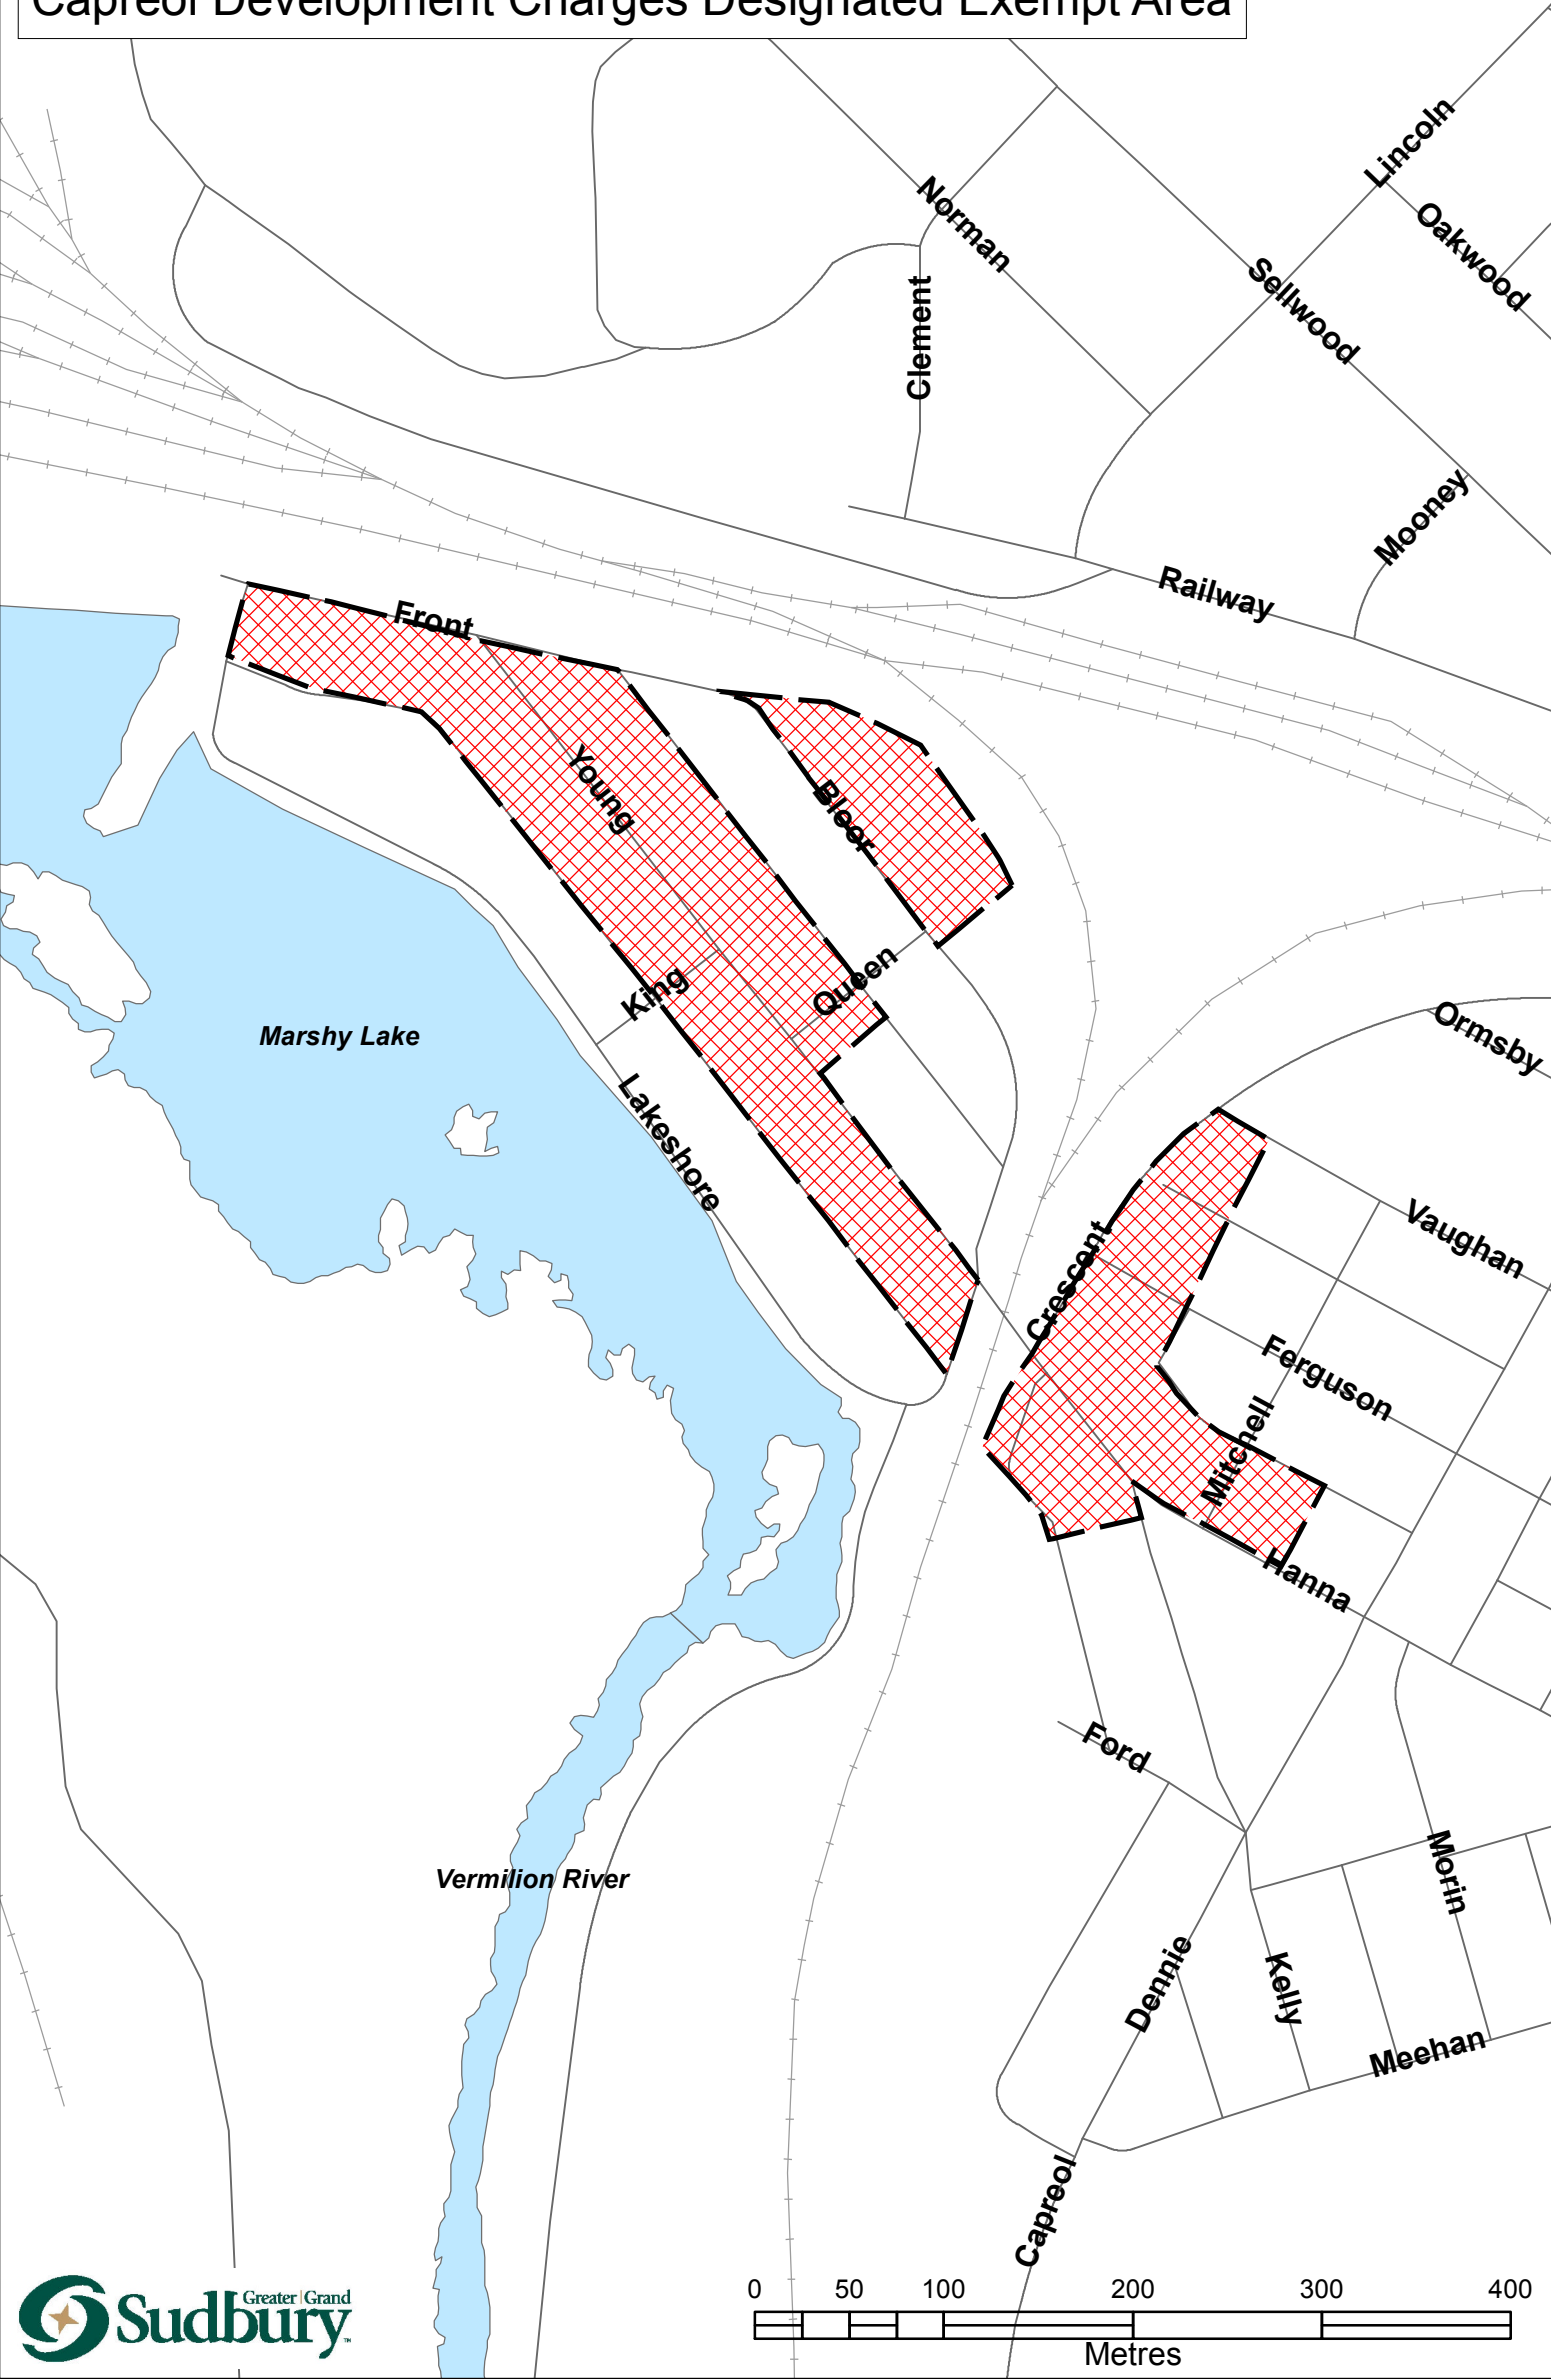 Capreol Development Charges Designated Exempt Area
Lincoln
Norman
Oakwood
Sellwood
Clement
Mooney
Railway
Front
Young
Bloor
King
Queen
Marshy Lake
Ormsby
Lakeshore
Vaughan
Crescent
Ferguson
Mitchell
Hanna
Ford
Morin
Vermilion River
Dennie
Kelly
Meehan
Capreol
Greater | Grand
Sudbury
TM
0 50 100 200 300 400
Metres